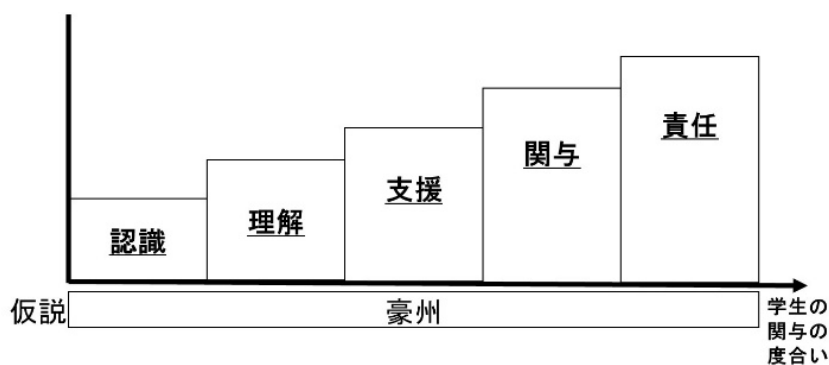 認識
理解
支援
関与
責任
仮説
豪州
学生の
関与の
度合い